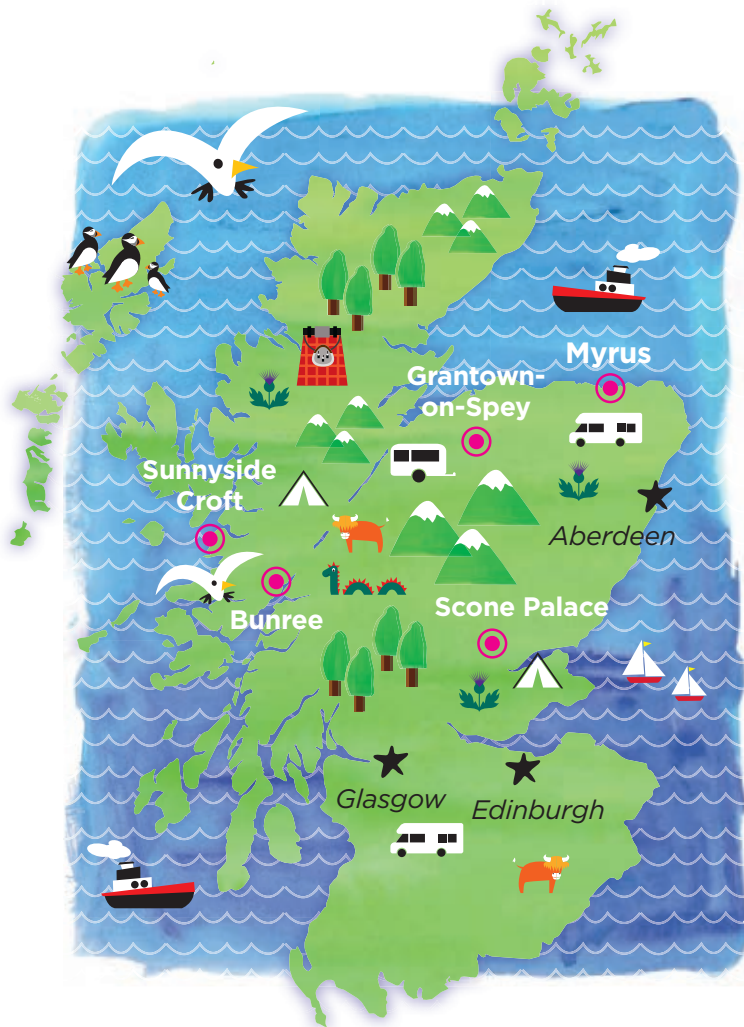 Myrus
Grantown-
on-Spey
Sunnyside
Croft
Aberdeen
Bunree
Scone Palace
Glasgow
Edinburgh